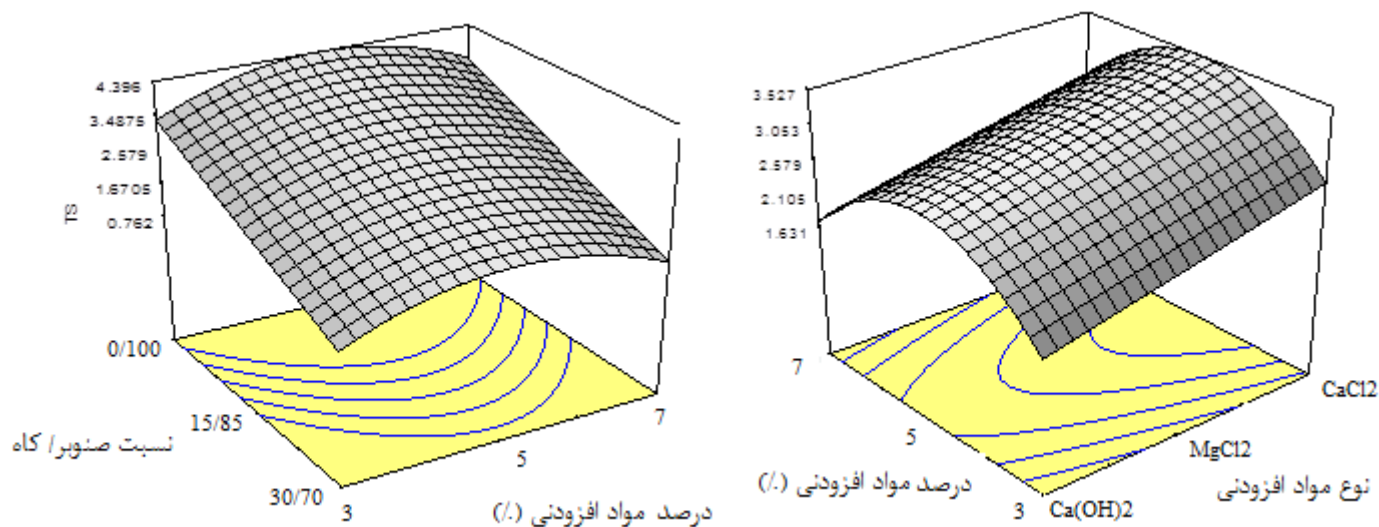 4.396
3.4875
2.579
1.6705
0.762
TS
0/100
15/85
30/70
نسبت صنوبر/ کاه
3
5
7
درصد مواد افزودنی (٪)
3.527
3.053
2.579
2.105
1.631
7
5
3
درصد مواد افزودنی (٪)
Ca(OH)2
MgCl2
CaCl2
نوع مواد افزودنی